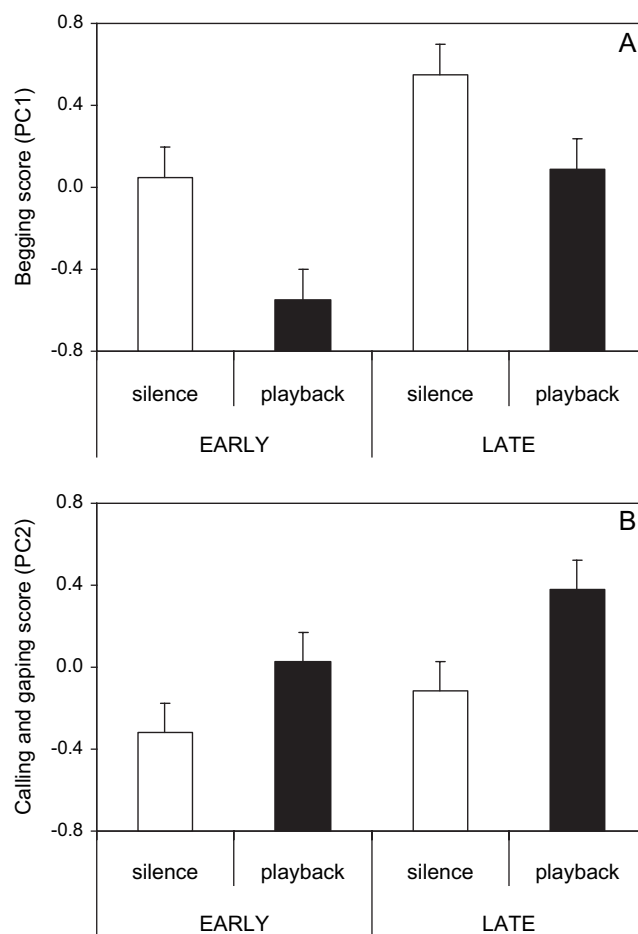 A
Begging score (PC1)
0.8
0.4
0.0
-0.4
-0.8
silence playback silence playback
EARLY LATE
B
Calling and gaping score (PC2)
0.8
0.4
0.0
-0.4
-0.8
silence playback silence playback
EARLY LATE